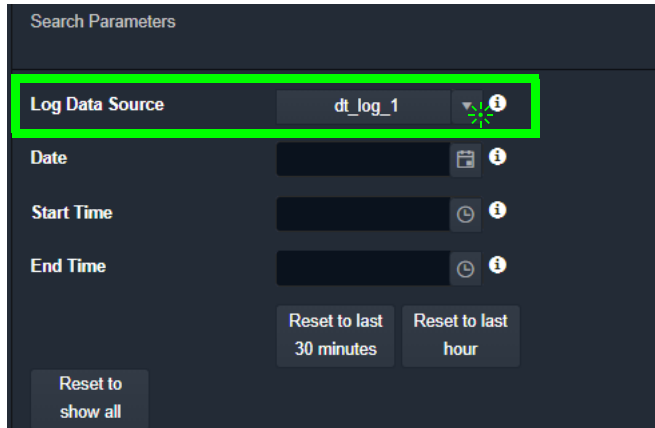 Search Parameters
Log Data Source
dt_log_1
Date
Start Time
End Time
Reset to last
30 minutes
Reset to last
hour
Reset to
show all